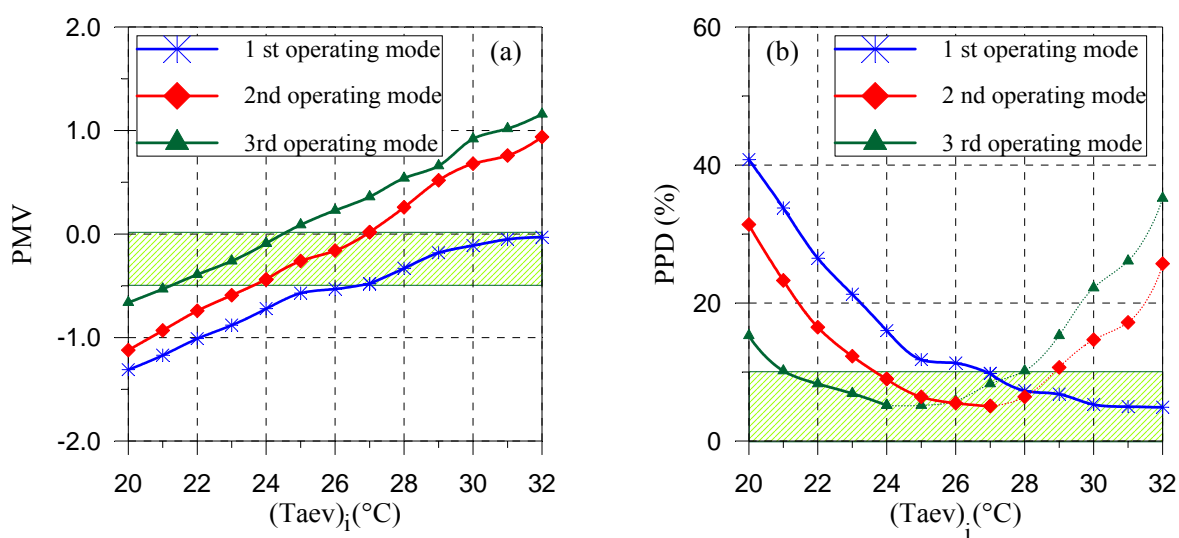 2.0
1.0
0.0
-1.0
-2.0
PMV
1 st operating mode
2nd operating mode
3rd operating mode
(a)
20 22 24 26 28 30 32
(Taev)i(°C)
60
40
20
0
PPD (%)
(b)
1 st operating mode
2 nd operating mode
3 rd operating mode
20 22 24 26 28 30 32
(Taev)i(°C)